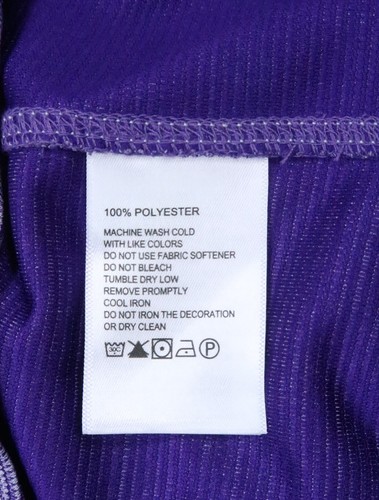 100% POLYESTER
MACHINE WASH COLD
WITH LIKE COLORS
DO NOT USE FABRIC SOFTENER
DO NOT BLEACH
TUMBLE DRY LOW
REMOVE PROMPTLY
COOL IRON
DO NOT IRON THE DECORATION
OR DRY CLEAN
30C P